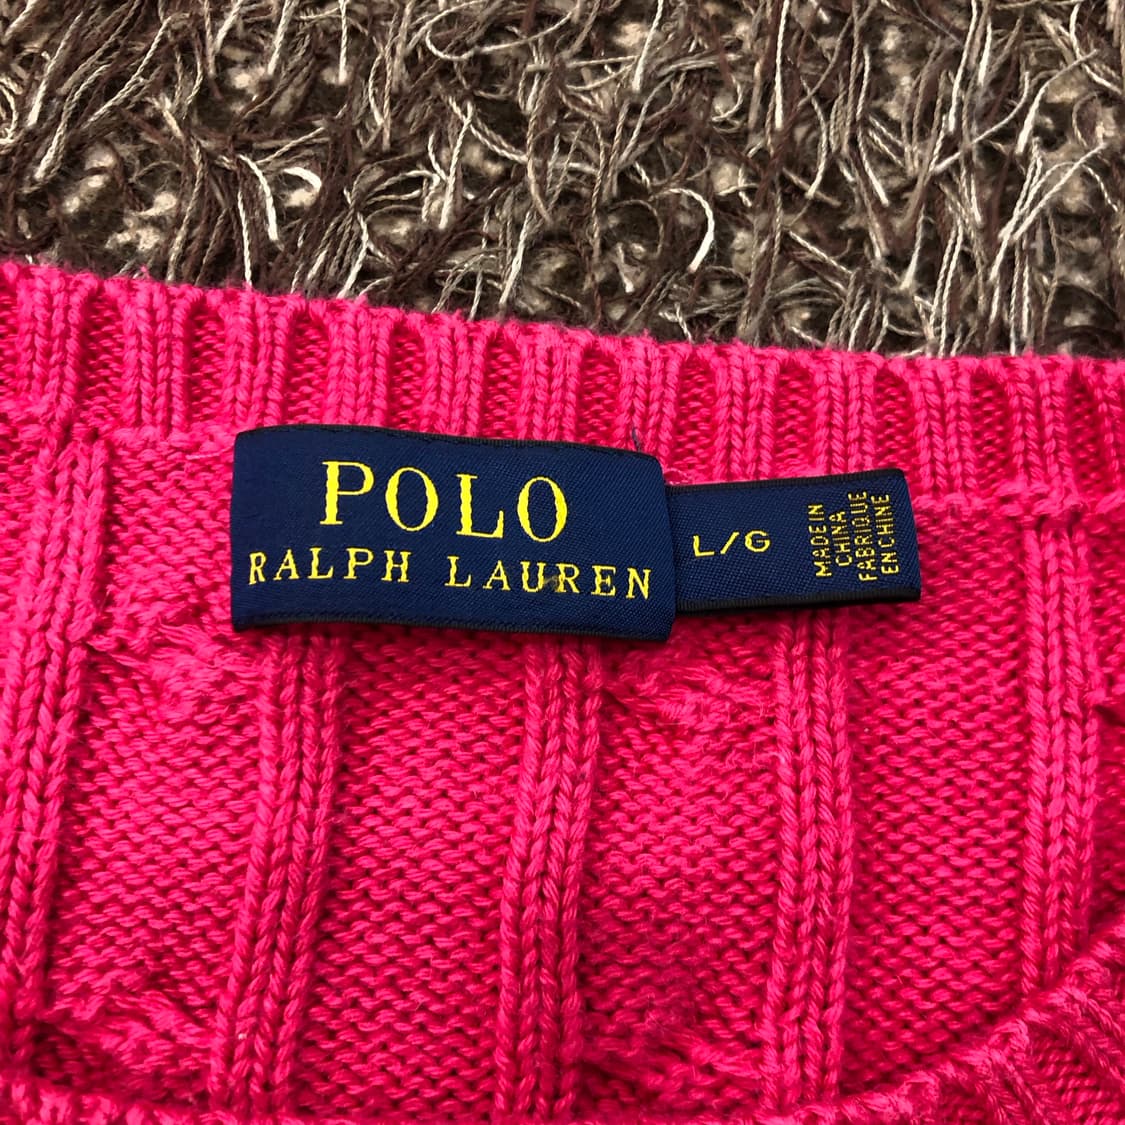 POLO
RALPH LAUREN
L/G
MADE IN
CHINA
FABRIQUE
EN CHINE